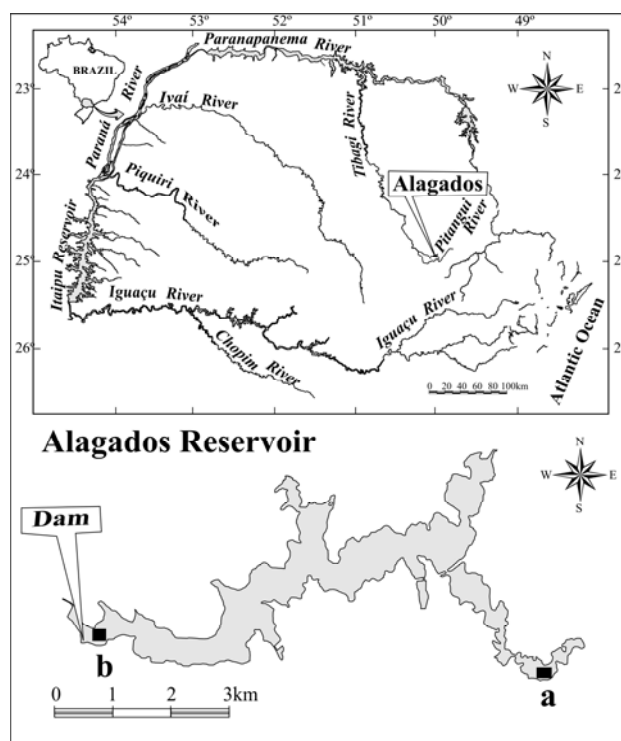 54° 53° 52° 51° 50° 49°
Paranapanema River
N
W E
S
BRAZIL
23°
Paraná River
Ivaí River
Tibagi River
24°
Piquiri River
Alagados
Pitangui River
Itaipu Reservoir
25°
Iguaçu River
Iguaçu River
Chopim River
26°
0 20 40 60 80 100km
Atlantic Ocean
Alagados Reservoir
N
W E
S
Dam
b
a
0 1 2 3km